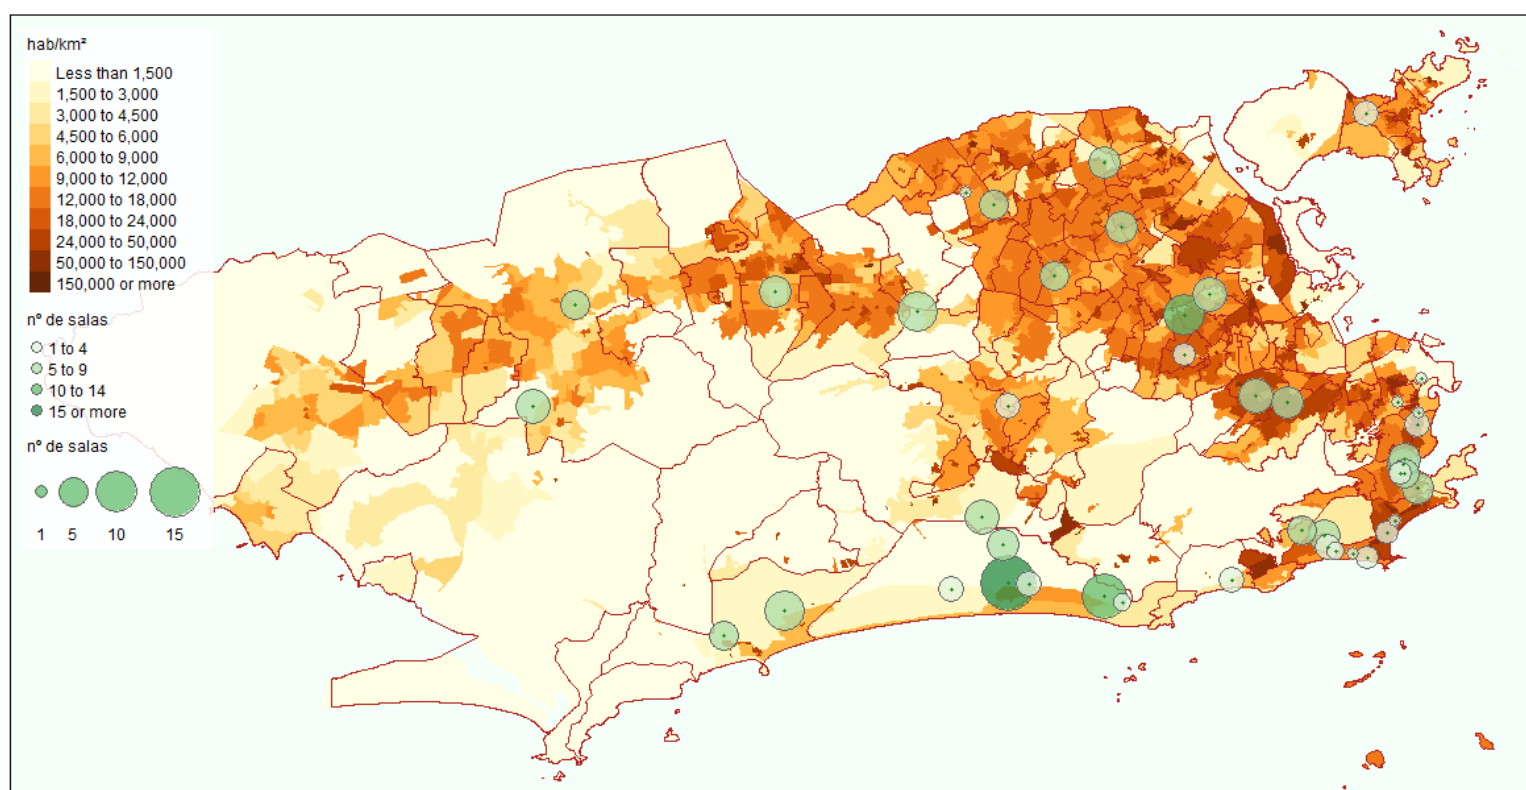 hab/km²
Less than 1,500
1,500 to 3,000
3,000 to 4,500
4,500 to 6,000
6,000 to 9,000
9,000 to 12,000
12,000 to 18,000
18,000 to 24,000
24,000 to 50,000
50,000 to 150,000
150,000 or more
nº de salas
1 to 4
5 to 9
10 to 14
15 or more
nº de salas
1 5 10 15